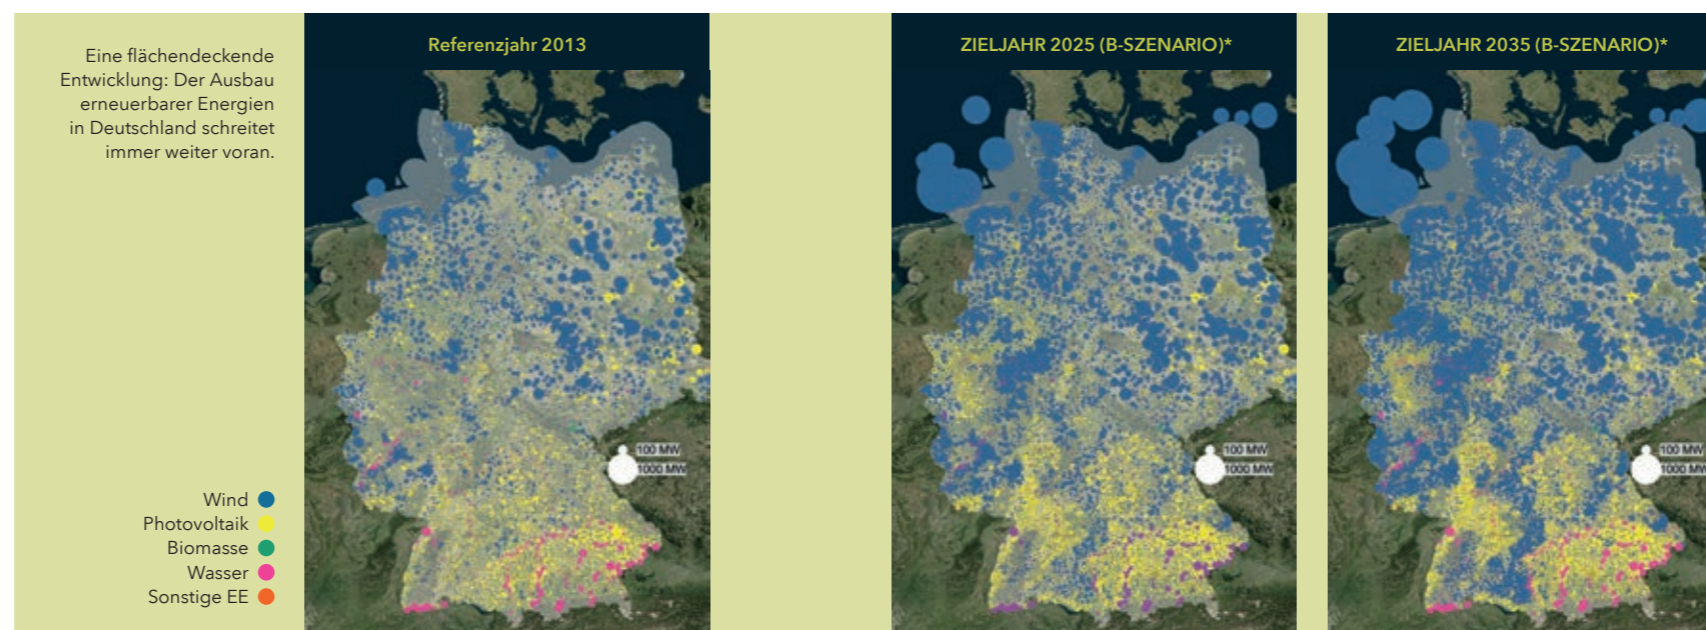 Eine flächendeckende
Entwicklung: Der Ausbau
erneuerbarer Energien
in Deutschland schreitet
immer weiter voran.
Wind
Photovoltaik
Biomasse
Wasser
Sonstige EE
Referenzjahr 2013
100 MW
1000 MW
ZIELJAHR 2025 (B-SZENARIO)*
100 MW
1000 MW
ZIELJAHR 2035 (B-SZENARIO)*
100 MW
1000 MW